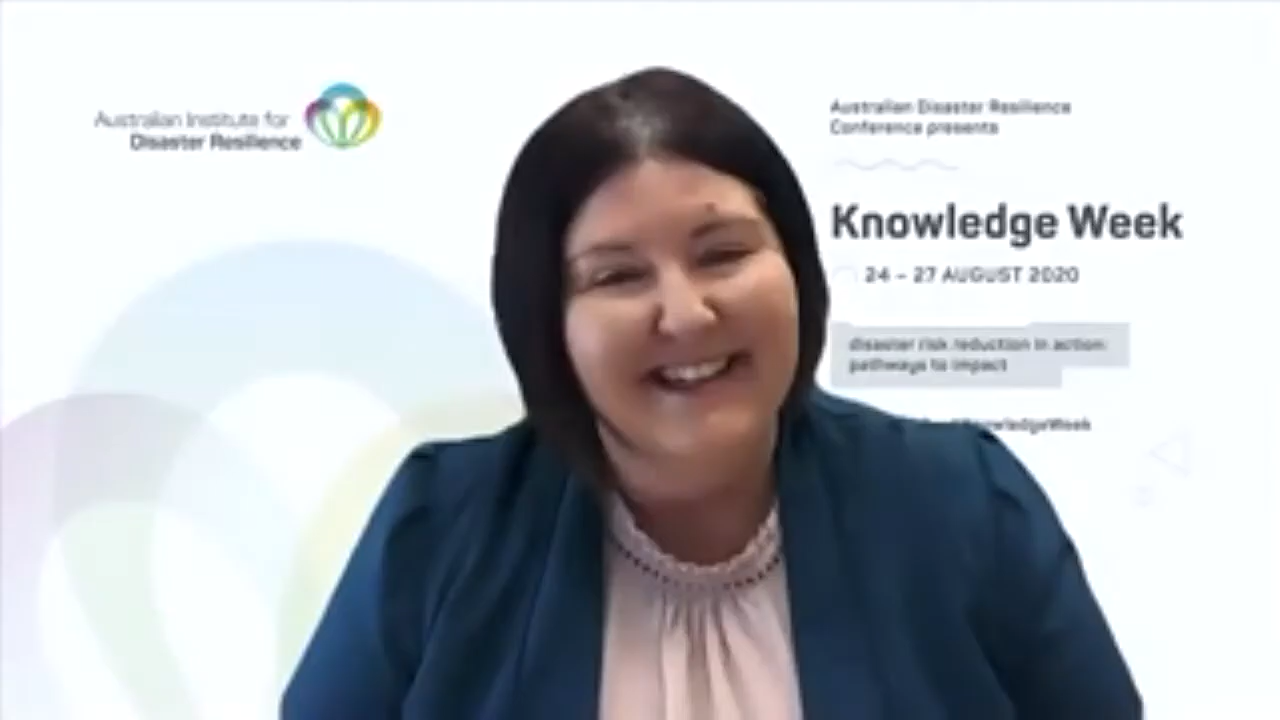 Australian Institute for
Disaster Resilience
Australian Disaster Resilience
Conference presents
Knowledge Week
24 – 27 AUGUST 2020
disaster risk reduction in action:
pathways to impact
#KnowledgeWeek